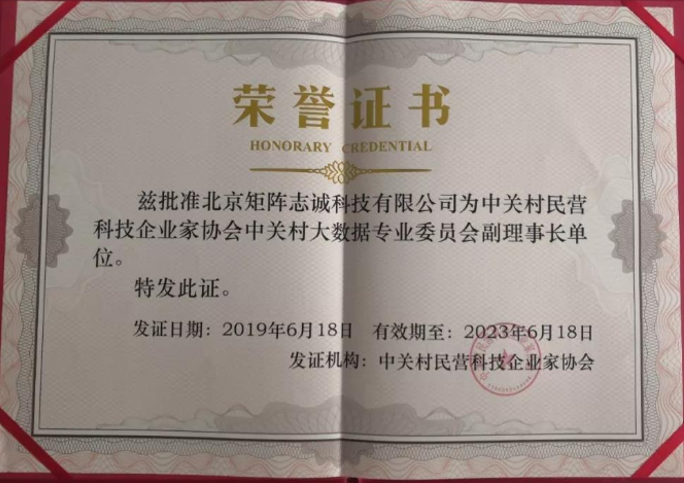 荣誉证书
HONORARY CREDENTIAL
兹批准北京矩阵志诚科技有限公司为中关村民营
科技企业家协会中关村大数据专业委员会副理事长单
位。
特发此证。
发证日期：2019年6月18日 有效期至：2023年6月18日
发证机构：中关村民营科技企业家协会